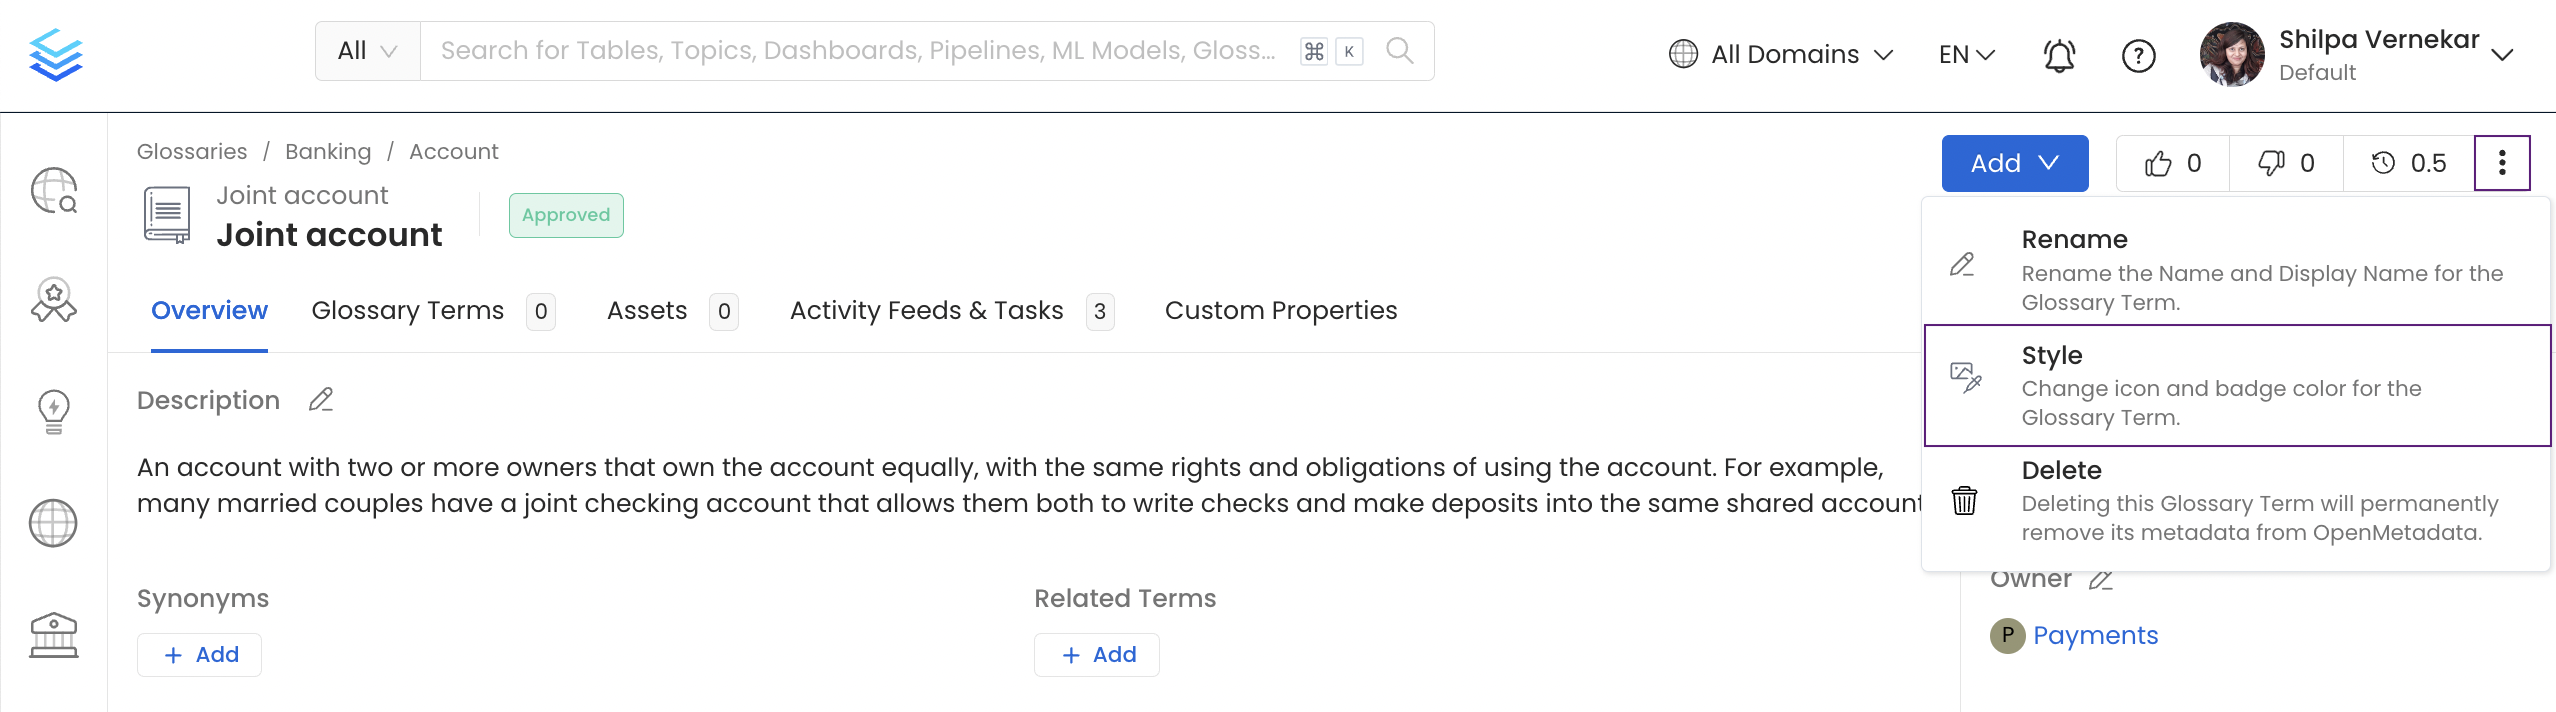 All
Search for Tables, Topics, Dashboards, Pipelines, ML Models, Gloss...
⌘ K
All Domains
EN
Shilpa Vernekar
Default
Glossaries / Banking / Account
Joint account
Joint account
Approved
Add
0
0
0.5
Rename
Rename the Name and Display Name for the
Glossary Term.
Style
Change icon and badge color for the
Glossary Term.
Delete
Deleting this Glossary Term will permanently
remove its metadata from OpenMetadata.
Overview
Glossary Terms 0
Assets 0
Activity Feeds & Tasks 3
Custom Properties
Description
An account with two or more owners that own the account equally, with the same rights and obligations of using the account. For example,
many married couples have a joint checking account that allows them both to write checks and make deposits into the same shared account
Synonyms
+ Add
Related Terms
+ Add
Owner
P Payments